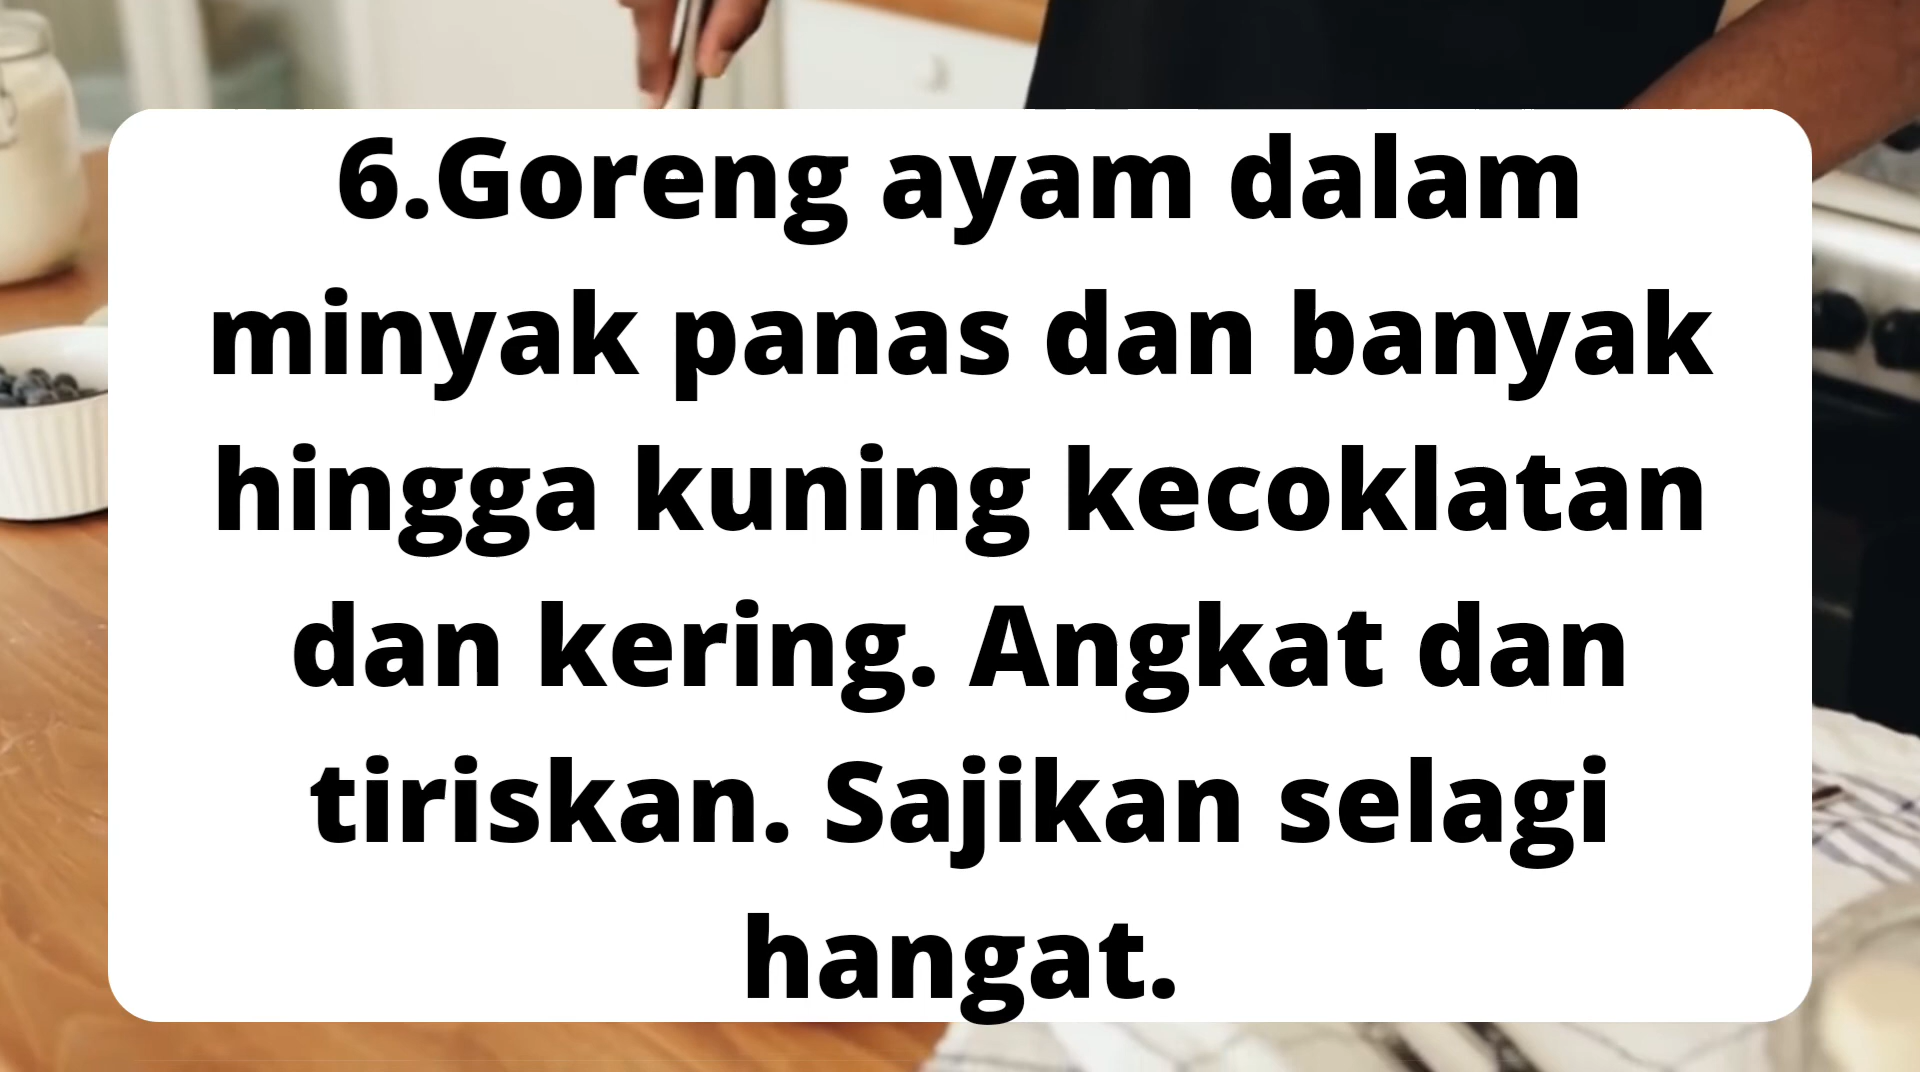 6.Goreng ayam dalam
minyak panas dan banyak
hingga kuning kecoklatan
dan kering. Angkat dan
tiriskan. Sajikan selagi
hangat.